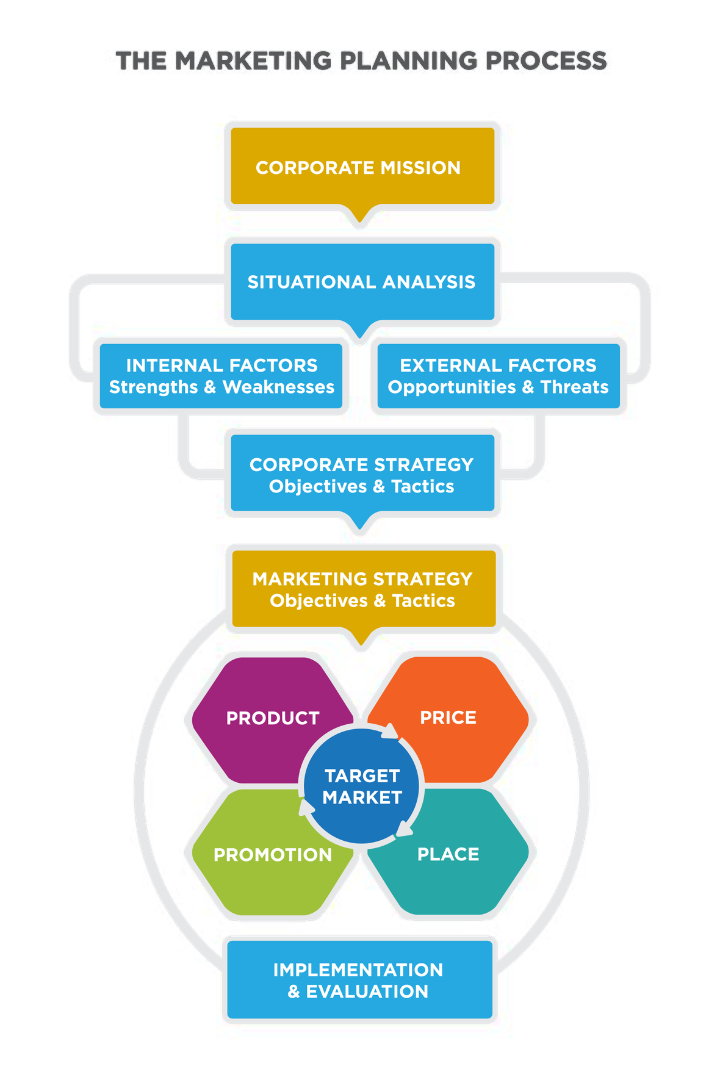 THE MARKETING PLANNING PROCESS
CORPORATE MISSION
SITUATIONAL ANALYSIS
INTERNAL FACTORS
Strengths & Weaknesses
EXTERNAL FACTORS
Opportunities & Threats
CORPORATE STRATEGY
Objectives & Tactics
MARKETING STRATEGY
Objectives & Tactics
PRODUCT
PRICE
TARGET
MARKET
PROMOTION
PLACE
IMPLEMENTATION
& EVALUATION